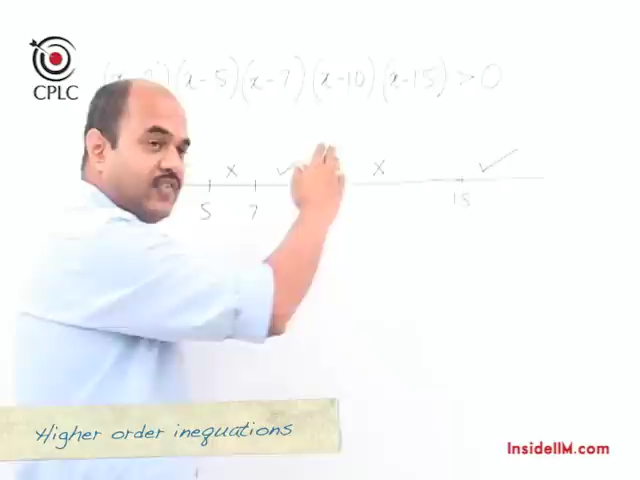 CPLC
(x-5)(x-7)(x-10)(x-15)>0
x ✓ x ✓
5 7 15
Higher order inequations
InsideIIM.com